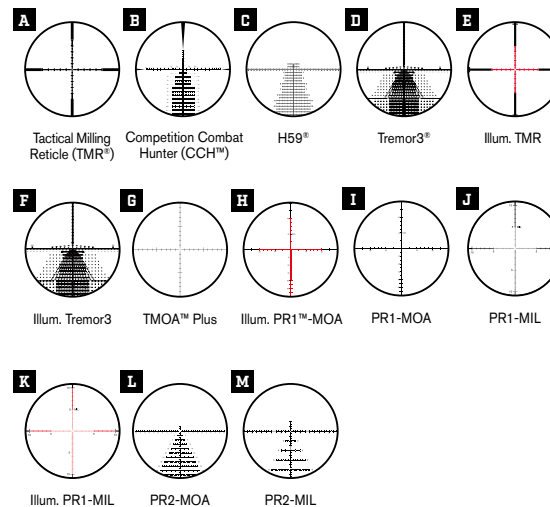 A B C D E
Tactical Milling Competition Combat H59® Tremor3® Illum. TMR
Reticle (TMR®) Hunter (CCH™)
F G H I J
Illum. Tremor3 TMOA™ Plus Illum. PR1™-MOA PR1-MOA PR1-MIL
K L M
Illum. PR1-MIL PR2-MOA PR2-MIL